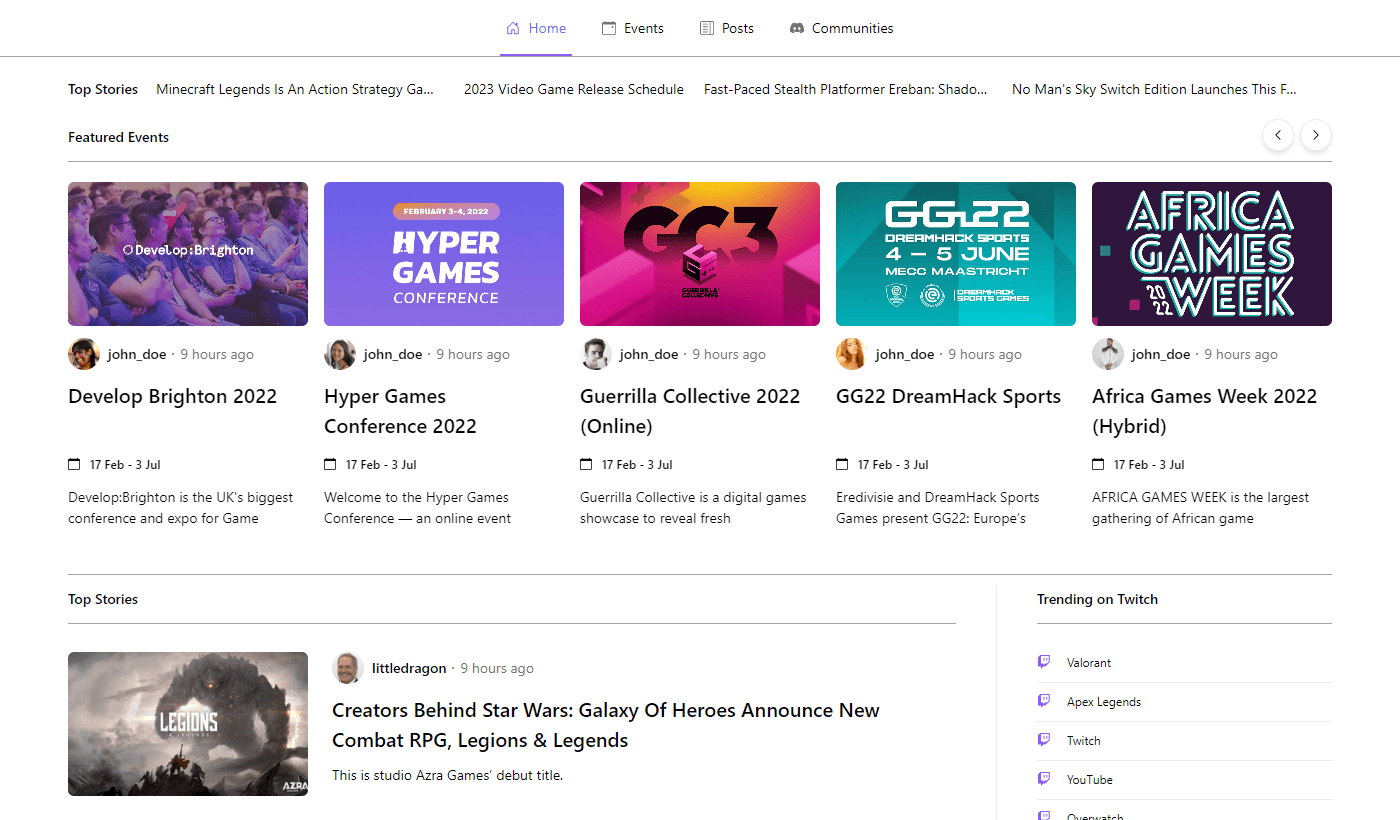 Home Events Posts Communities
Top Stories Minecraft Legends Is An Action Strategy Ga... 2023 Video Game Release Schedule Fast-Paced Stealth Platformer Ereban: Shado... No Man's Sky Switch Edition Launches This F...
Featured Events
Develop:Brighton
FEBRUARY 3-4, 2022
HYPER
GAMES
CONFERENCE
GC3
GUERRILLA
COLLECTIVE
GG22
DREAMHACK SPORTS
4 – 5 JUNE
MECC MAASTRICHT
DREAMHACK
SPORTS GAMES
AFRICA
GAMES
2022 WEEK
john_doe · 9 hours ago
Develop Brighton 2022
17 Feb - 3 Jul
Develop:Brighton is the UK's biggest
conference and expo for Game
john_doe · 9 hours ago
Hyper Games
Conference 2022
17 Feb - 3 Jul
Welcome to the Hyper Games
Conference — an online event
john_doe · 9 hours ago
Guerrilla Collective 2022
(Online)
17 Feb - 3 Jul
Guerrilla Collective is a digital games
showcase to reveal fresh
john_doe · 9 hours ago
GG22 DreamHack Sports
17 Feb - 3 Jul
Eredivisie and DreamHack Sports
Games present GG22: Europe’s
john_doe · 9 hours ago
Africa Games Week 2022
(Hybrid)
17 Feb - 3 Jul
AFRICA GAMES WEEK is the largest
gathering of African game
Top Stories
LEGIONS
& LEGENDS
AZRA
littledragon · 9 hours ago
Creators Behind Star Wars: Galaxy Of Heroes Announce New
Combat RPG, Legions & Legends
This is studio Azra Games’ debut title.
Trending on Twitch
Valorant
Apex Legends
Twitch
YouTube
Overwatch